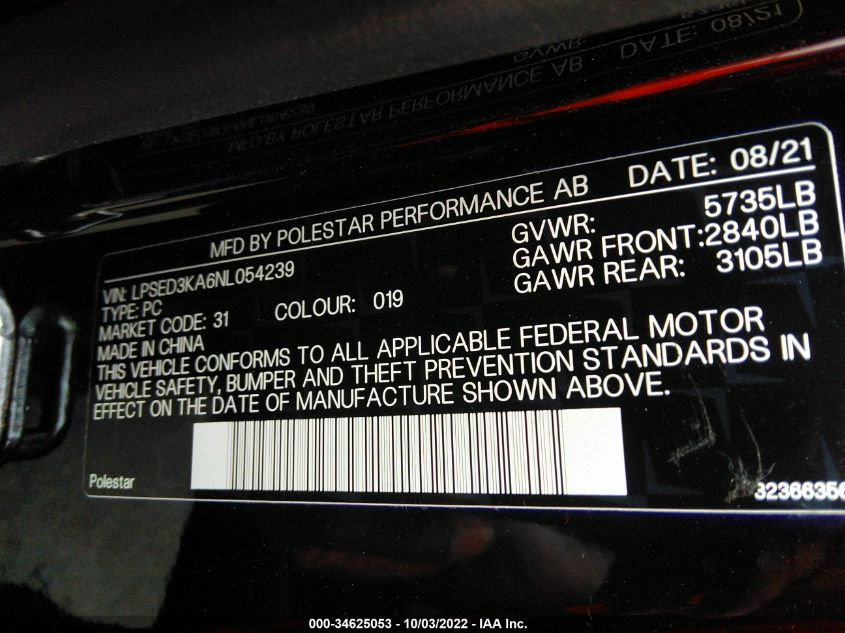 MFD BY POLESTAR PERFORMANCE AB DATE: 08/21
VIN: LPSED3KA6NL054239 GVWR: 5735LB
TYPE: PC GAWR FRONT: 2840LB
MARKET CODE: 31 COLOUR: 019 GAWR REAR: 3105LB
MADE IN CHINA
THIS VEHICLE CONFORMS TO ALL APPLICABLE FEDERAL MOTOR
VEHICLE SAFETY, BUMPER AND THEFT PREVENTION STANDARDS IN
EFFECT ON THE DATE OF MANUFACTURE SHOWN ABOVE.
Polestar
000-34625053 - 10/03/2022 - IAA Inc.